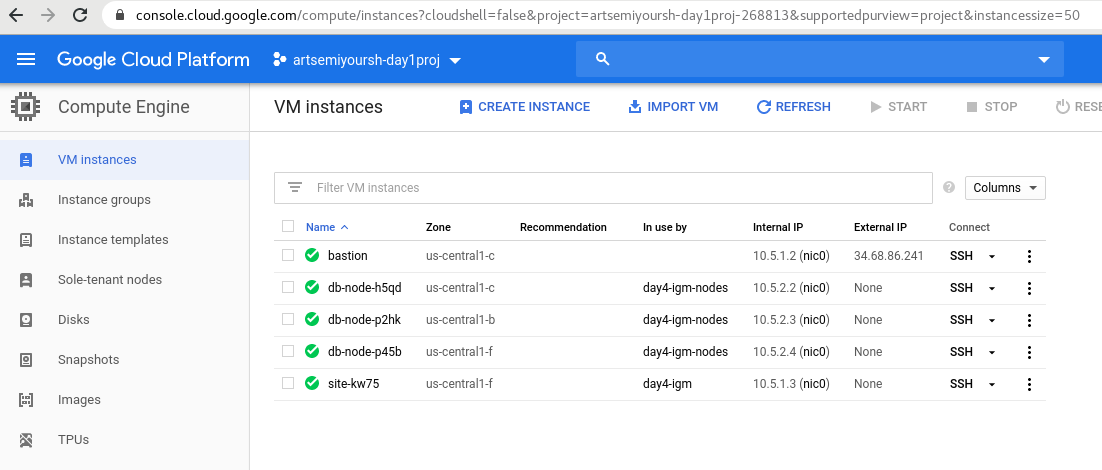 console.cloud.google.com/compute/instances?cloudshell=false&project=artsemiyoursh-day1proj-268813&supportedpurview=project&instancessize=50
Google Cloud Platform artsemiyoursh-day1proj
Compute Engine VM instances CREATE INSTANCE IMPORT VM REFRESH START STOP RESE
VM instances
Instance groups
Instance templates
Sole-tenant nodes
Disks
Snapshots
Images
TPUs
Filter VM instances ? Columns
Name Zone Recommendation In use by Internal IP External IP Connect
bastion us-central1-c 10.5.1.2 (nic0) 34.68.86.241 SSH
db-node-h5qd us-central1-c day4-igm-nodes 10.5.2.2 (nic0) None SSH
db-node-p2hk us-central1-b day4-igm-nodes 10.5.2.3 (nic0) None SSH
db-node-p45b us-central1-f day4-igm-nodes 10.5.2.4 (nic0) None SSH
site-kw75 us-central1-f day4-igm 10.5.1.3 (nic0) None SSH